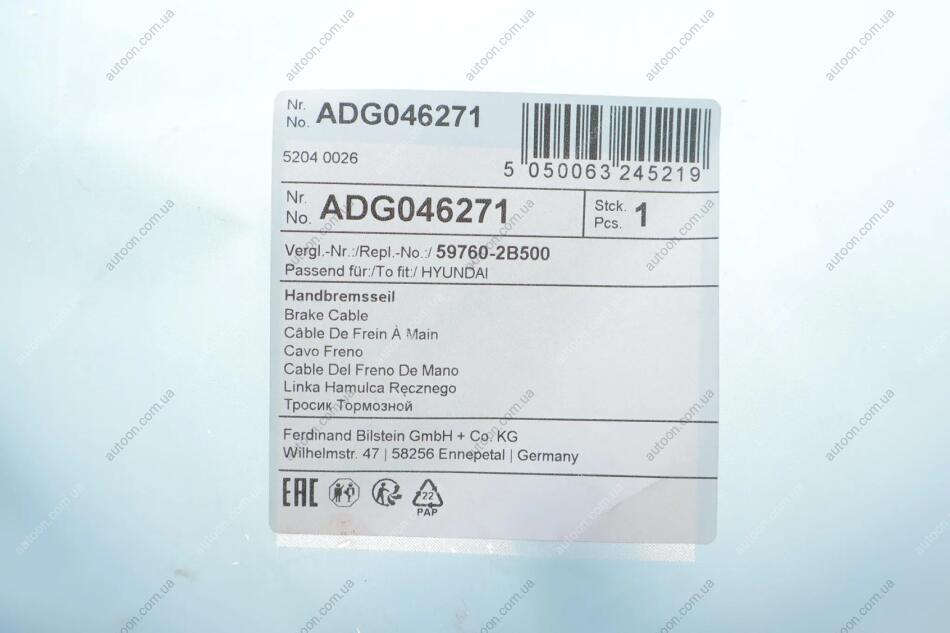 Nr. No. ADG046271
5204 0026
5 050063 245219
Nr. No. ADG046271
Stck. Pcs. 1
Vergl.-Nr.:/Repl.-No.:/ 59760-2B500
Passend für:/To fit:/ HYUNDAI
Handbremsseil
Brake Cable
Câble De Frein À Main
Cavo Freno
Cable Del Freno De Mano
Linka Hamulca Ręcznego
Тросик Тормозной
Ferdinand Bilstein GmbH + Co. KG
Wilhelmstr. 47 | 58256 Ennepetal | Germany
EAC
22
PAP
autoon.com.ua